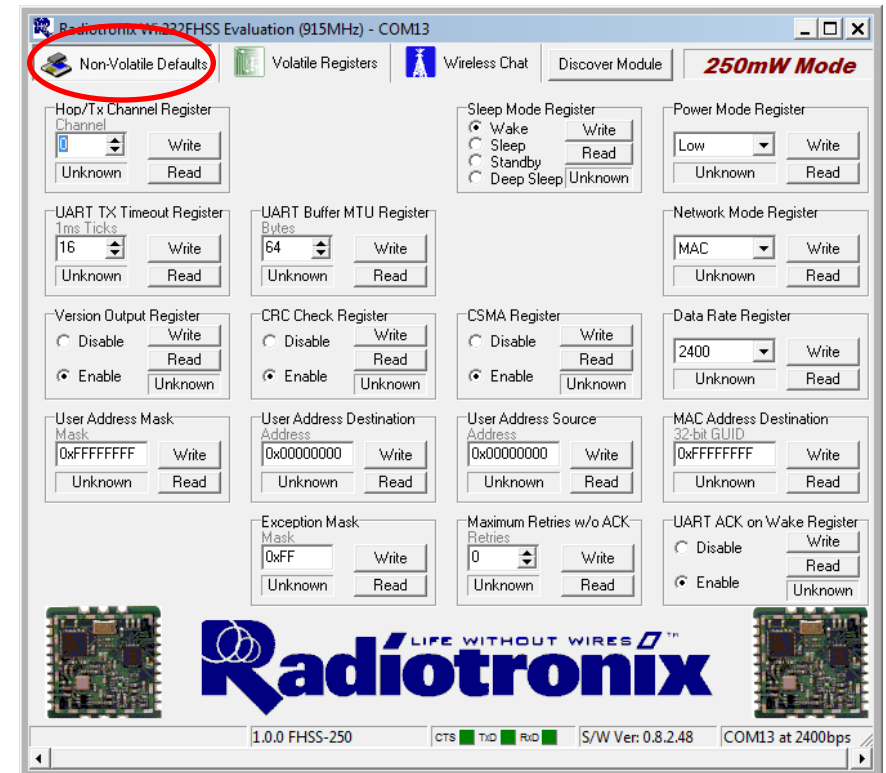 Radiotronix Wi.232FHSS Evaluation (915MHz) - COM13
Non-Volatile Defaults Volatile Registers Wireless Chat Discover Module 250mW Mode
Hop/Tx Channel Register
Channel
0 Write
Unknown Read
Sleep Mode Register
Wake Write
Sleep Read
Standby
Deep Sleep Unknown
Power Mode Register
Low Write
Unknown Read
UART TX Timeout Register
1ms Ticks
16 Write
Unknown Read
UART Buffer MTU Register
Bytes
64 Write
Unknown Read
Network Mode Register
MAC Write
Unknown Read
Version Output Register
Disable Write
Read
Enable Unknown
CRC Check Register
Disable Write
Read
Enable Unknown
CSMA Register
Disable Write
Read
Enable Unknown
Data Rate Register
2400 Write
Unknown Read
User Address Mask
Mask
0xFFFFFFFF Write
Unknown Read
User Address Destination
Address
0x00000000 Write
Unknown Read
User Address Source
Address
0x00000000 Write
Unknown Read
MAC Address Destination
32-bit GUID
0xFFFFFFFF Write
Unknown Read
Exception Mask
Mask
0xFF Write
Unknown Read
Maximum Retries w/o ACK
Retries
0 Write
Unknown Read
UART ACK on Wake Register
Disable Write
Read
Enable Unknown
LIFE WITHOUT WIRES ™
Radiotronix
1.0.0 FHSS-250 CTS TXD RXD S/W Ver: 0.8.2.48 COM13 at 2400bps